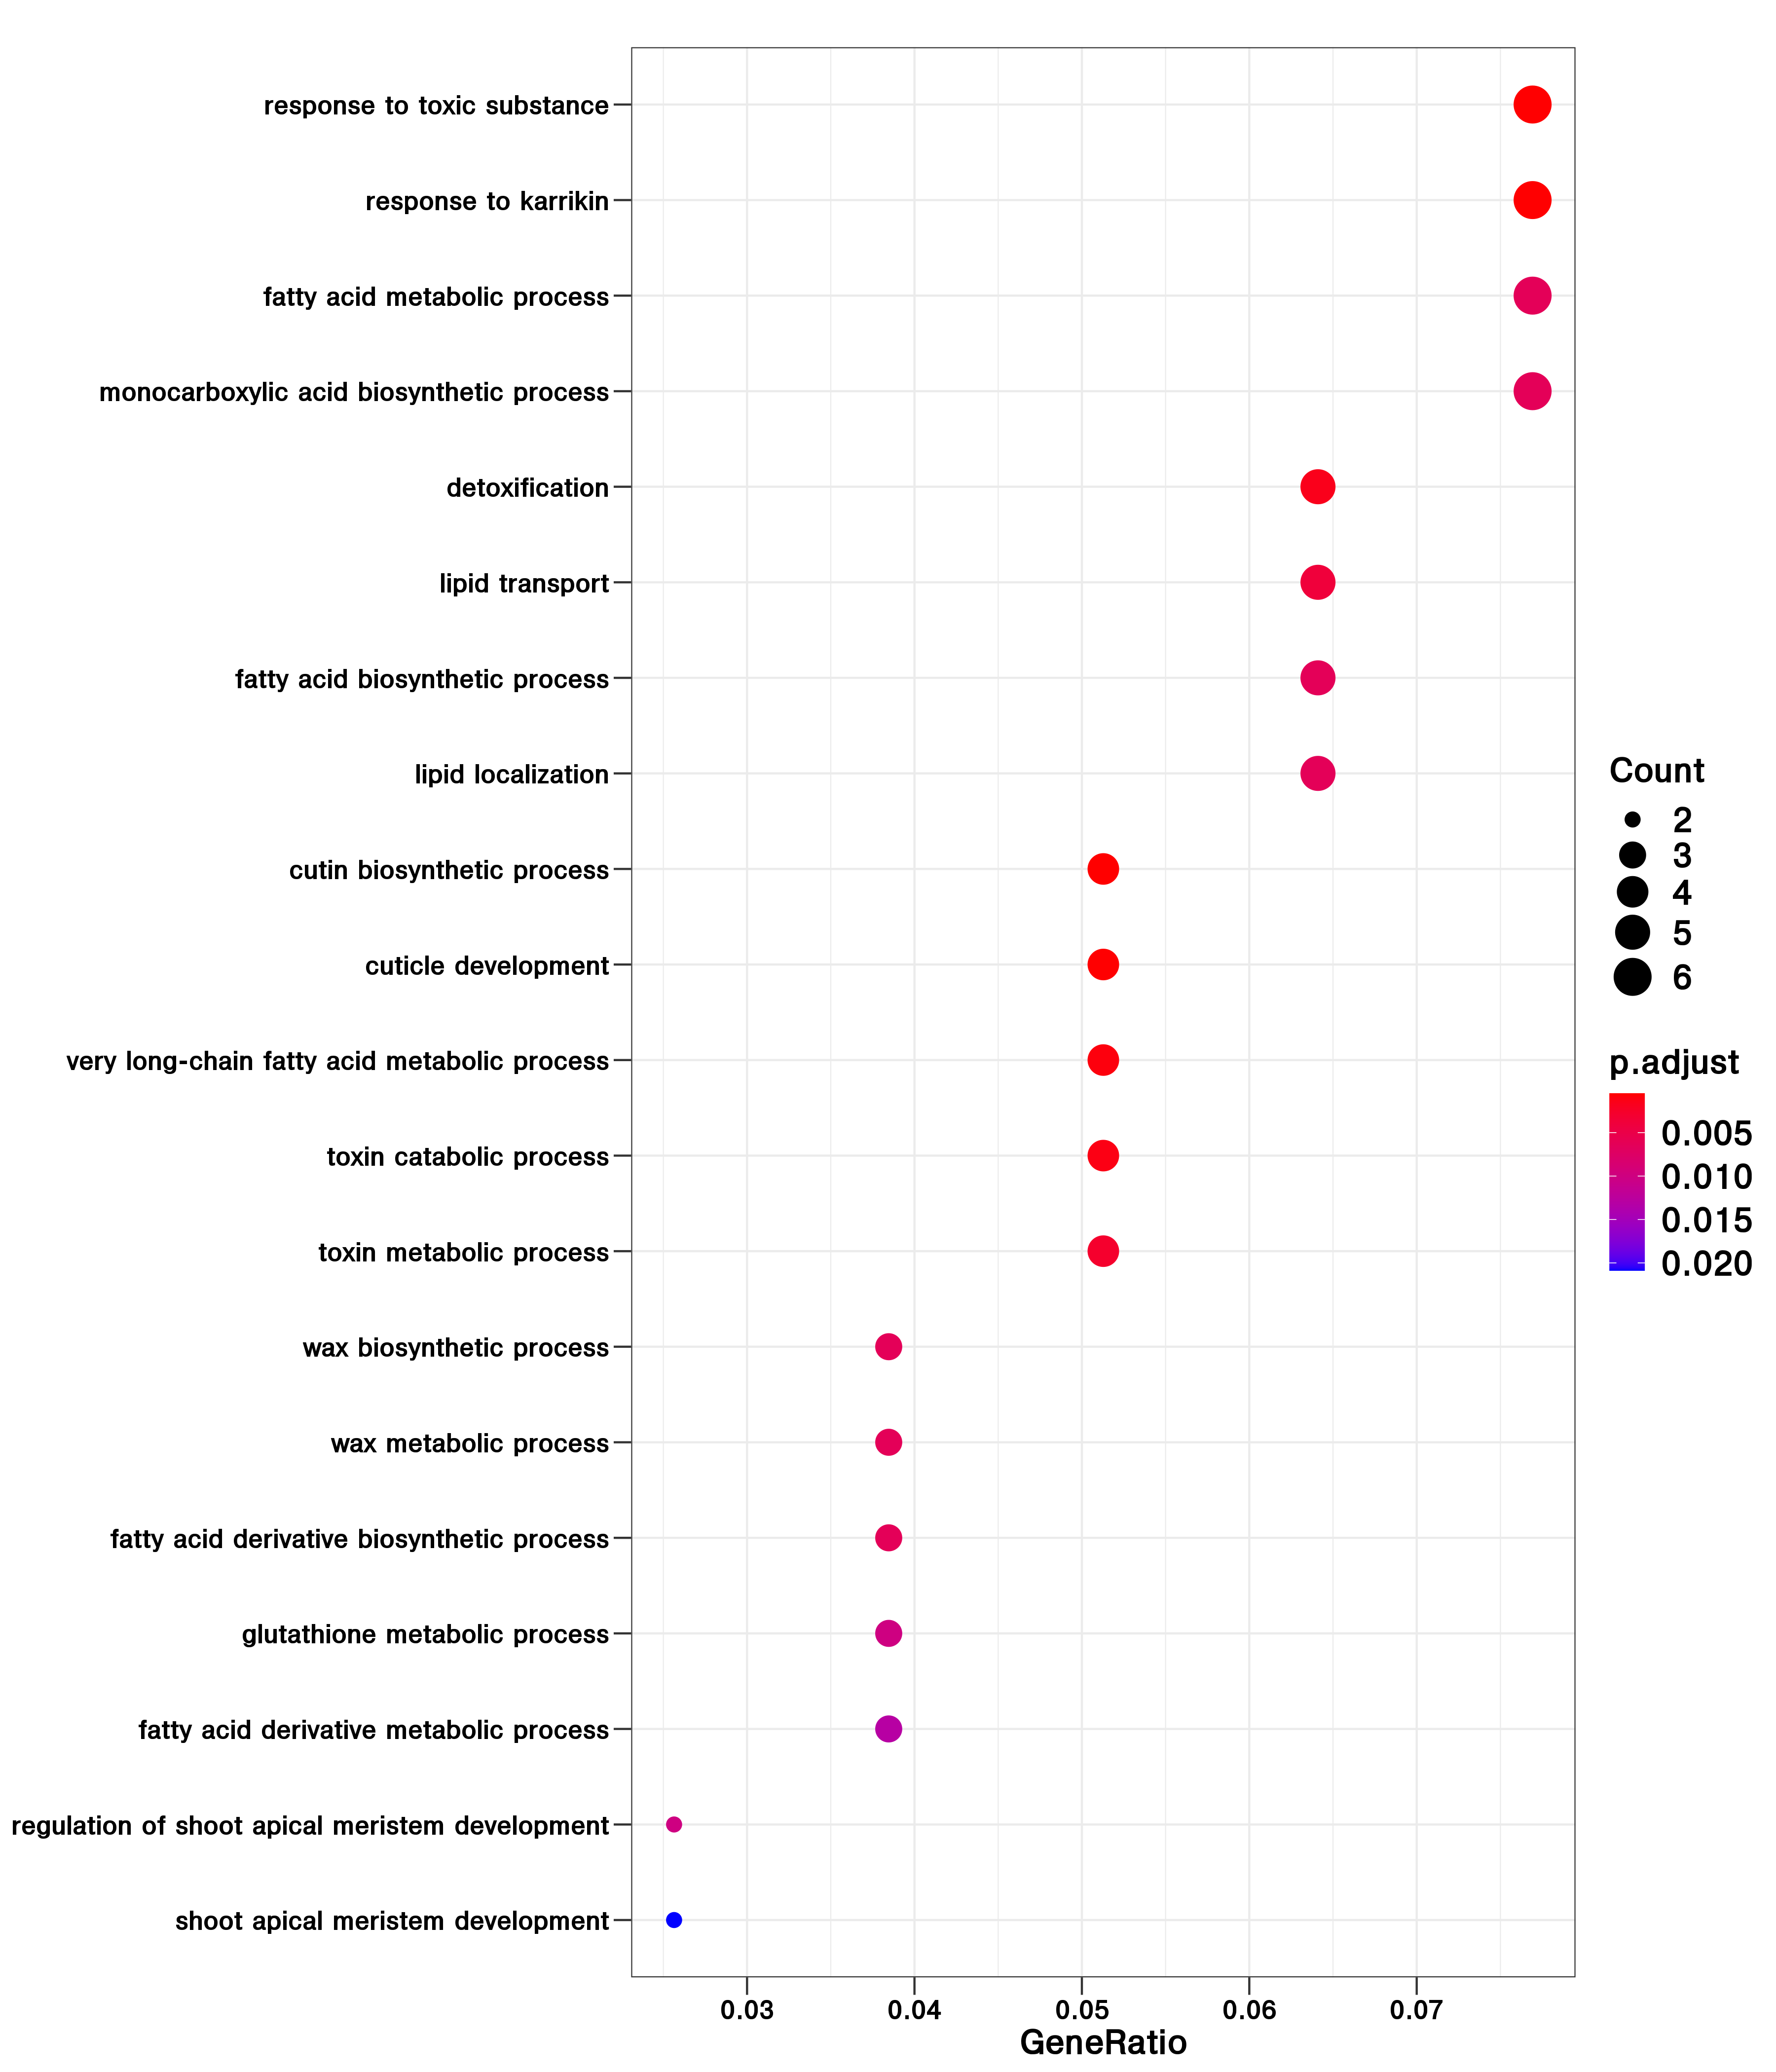 response to toxic substance
response to karrikin
fatty acid metabolic process
monocarboxylic acid biosynthetic process
detoxification
lipid transport
fatty acid biosynthetic process
lipid localization
cutin biosynthetic process
cuticle development
very long-chain fatty acid metabolic process
toxin catabolic process
toxin metabolic process
wax biosynthetic process
wax metabolic process
fatty acid derivative biosynthetic process
glutathione metabolic process
fatty acid derivative metabolic process
regulation of shoot apical meristem development
shoot apical meristem development
0.03 0.04 0.05 0.06 0.07
GeneRatio
Count
2
3
4
5
6
p.adjust
0.005
0.010
0.015
0.020